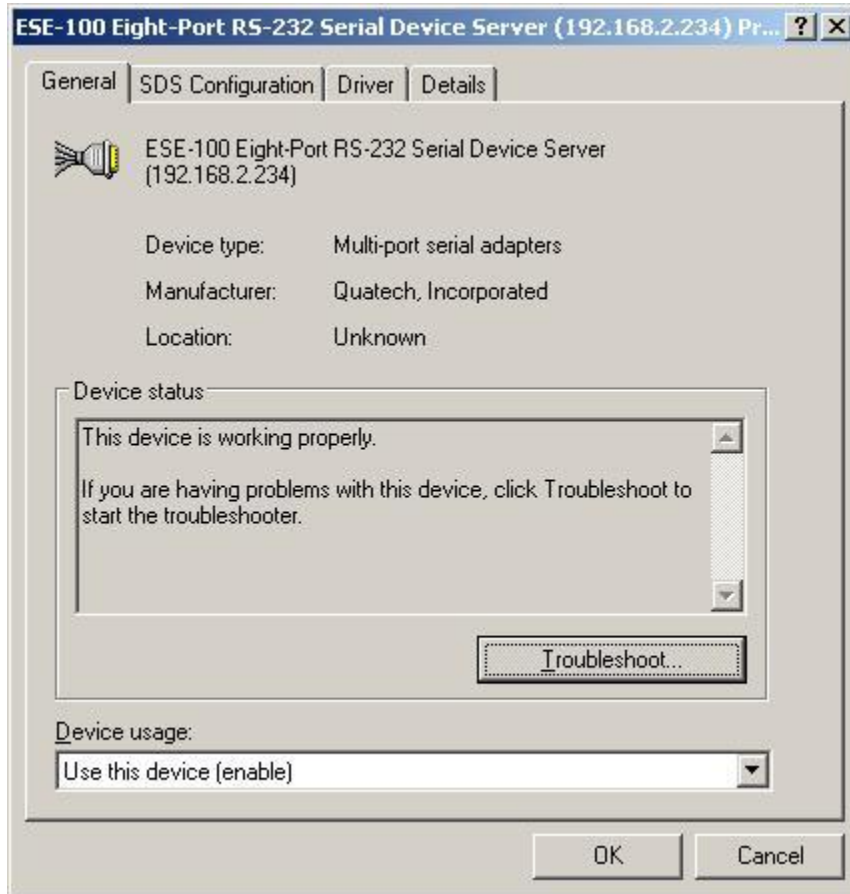 ESE-100 Eight-Port RS-232 Serial Device Server (192.168.2.234) Pr... ? X
General SDS Configuration Driver Details
ESE-100 Eight-Port RS-232 Serial Device Server
(192.168.2.234)
Device type: Multi-port serial adapters
Manufacturer: Quatech, Incorporated
Location: Unknown
Device status
This device is working properly.
If you are having problems with this device, click Troubleshoot to
start the troubleshooter.
Troubleshoot...
Device usage:
Use this device (enable)
OK Cancel